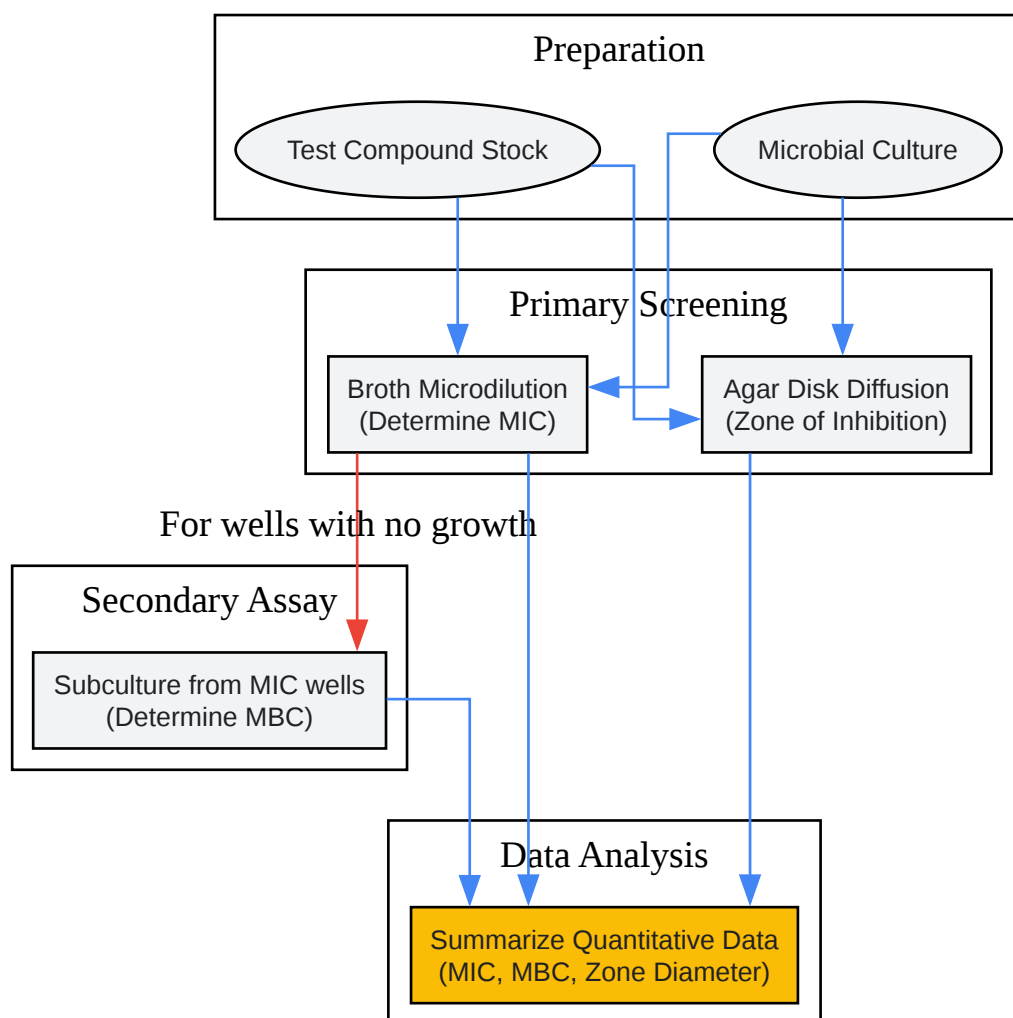 Preparation
Test Compound Stock
Microbial Culture
Primary Screening
Broth Microdilution
(Determine MIC)
Agar Disk Diffusion
(Zone of Inhibition)
For wells with no growth
Secondary Assay
Subculture from MIC wells
(Determine MBC)
Data Analysis
Summarize Quantitative Data
(MIC, MBC, Zone Diameter)